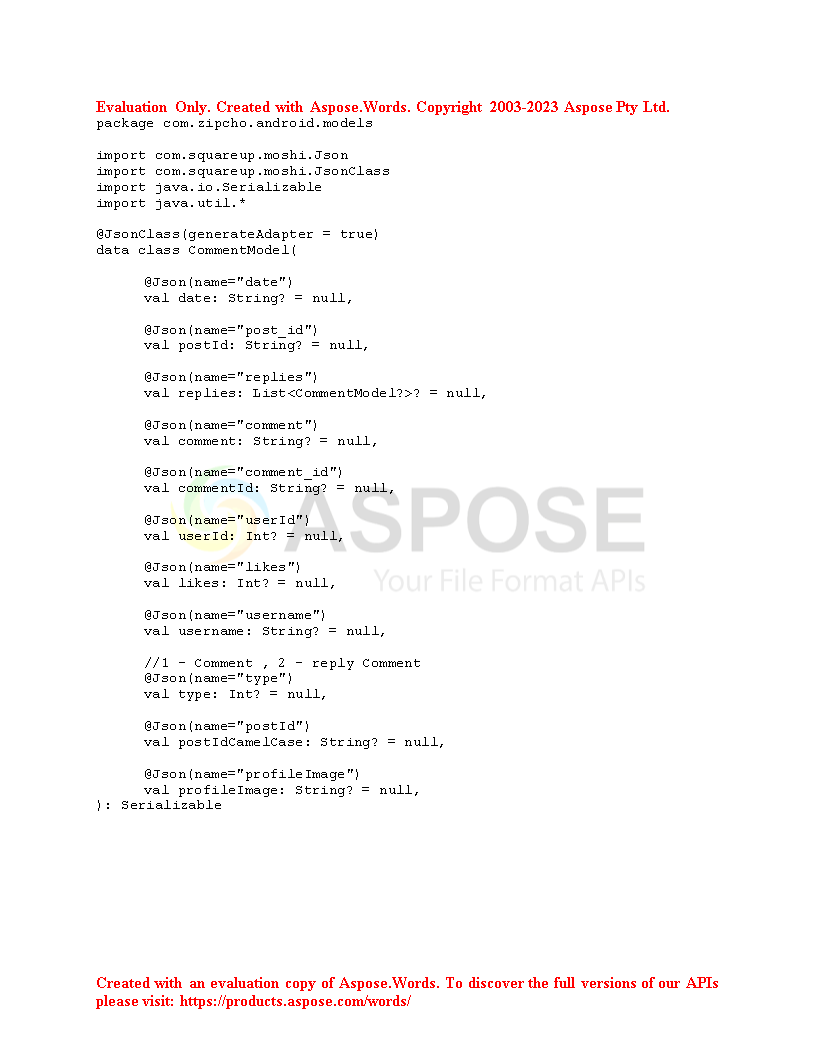 Evaluation Only. Created with Aspose.Words. Copyright 2003-2023 Aspose Pty Ltd.
package com.zipcho.android.models

import com.squareup.moshi.Json
import com.squareup.moshi.JsonClass
import java.io.Serializable
import java.util.*

@JsonClass(generateAdapter = true)
data class CommentModel(

@Json(name="date")
val date: String? = null,

@Json(name="post_id")
val postId: String? = null,

@Json(name="replies")
val replies: List<CommentModel?>? = null,

@Json(name="comment")
val comment: String? = null,

@Json(name="comment_id")
val commentId: String? = null,

@Json(name="userId")
val userId: Int? = null,

@Json(name="likes")
val likes: Int? = null,

@Json(name="username")
val username: String? = null,

//1 - Comment , 2 - reply Comment
@Json(name="type")
val type: Int? = null,

@Json(name="postId")
val postIdCamelCase: String? = null,

@Json(name="profileImage")
val profileImage: String? = null,
): Serializable

ASPOSE
Your File Format APIs

Created with an evaluation copy of Aspose.Words. To discover the full versions of our APIs
please visit: https://products.aspose.com/words/